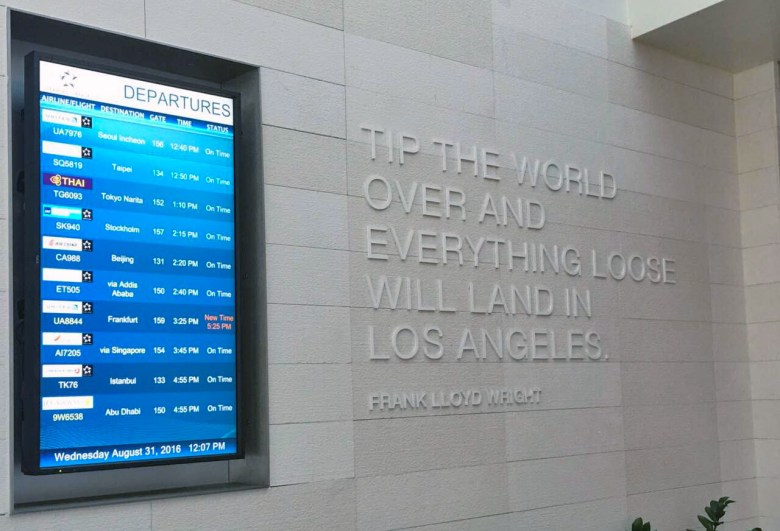 DEPARTURES
AIRLINE/FLIGHT DESTINATION GATE TIME STATUS
UA7976 Seoul Incheon 156 12:40 PM On Time
SQ5819 Taipei 134 12:50 PM On Time
THAI
TG6093 Tokyo Narita 152 1:10 PM On Time
SK940 Stockholm 157 2:15 PM On Time
CA988 Beijing 131 2:20 PM On Time
ET505 via Addis Ababa 150 2:40 PM On Time
UA8844 Frankfurt 159 3:25 PM New Time 5:25 PM
AI7205 via Singapore 154 3:45 PM On Time
TK76 Istanbul 133 4:55 PM On Time
9W6538 Abu Dhabi 150 4:55 PM On Time
Wednesday August 31, 2016 12:07 PM
TIP THE WORLD
OVER AND
EVERYTHING LOOSE
WILL LAND IN
LOS ANGELES.
FRANK LLOYD WRIGHT